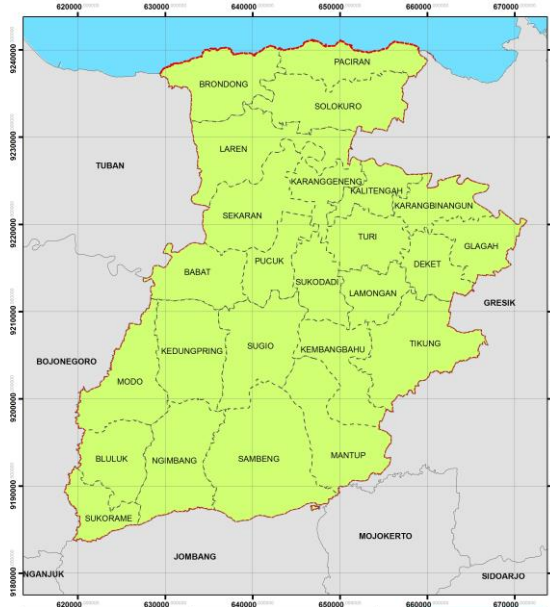 620000 630000 640000 650000 660000 670000
9240000
PACIRAN
BRONDONG
SOLOKURO
9230000
LAREN
TUBAN
KARANGGENENG
KALITENGAH
KARANGBINANGUN
SEKARAN
9220000
TURI
GLAGAH
PUCUK
DEKET
BABAT
SUKODADI
LAMONGAN
GRESIK
9210000
KEDUNGPRING
SUGIO
KEMBANGBAHU
TIKUNG
BOJONEGORO
MODO
9200000
BLULUK
NGIMBANG
SAMBENG
MANTUP
9190000
SUKORAME
MOJOKERTO
JOMBANG
NGANJUK
SIDOARJO
9180000
620000 630000 640000 650000 660000 670000